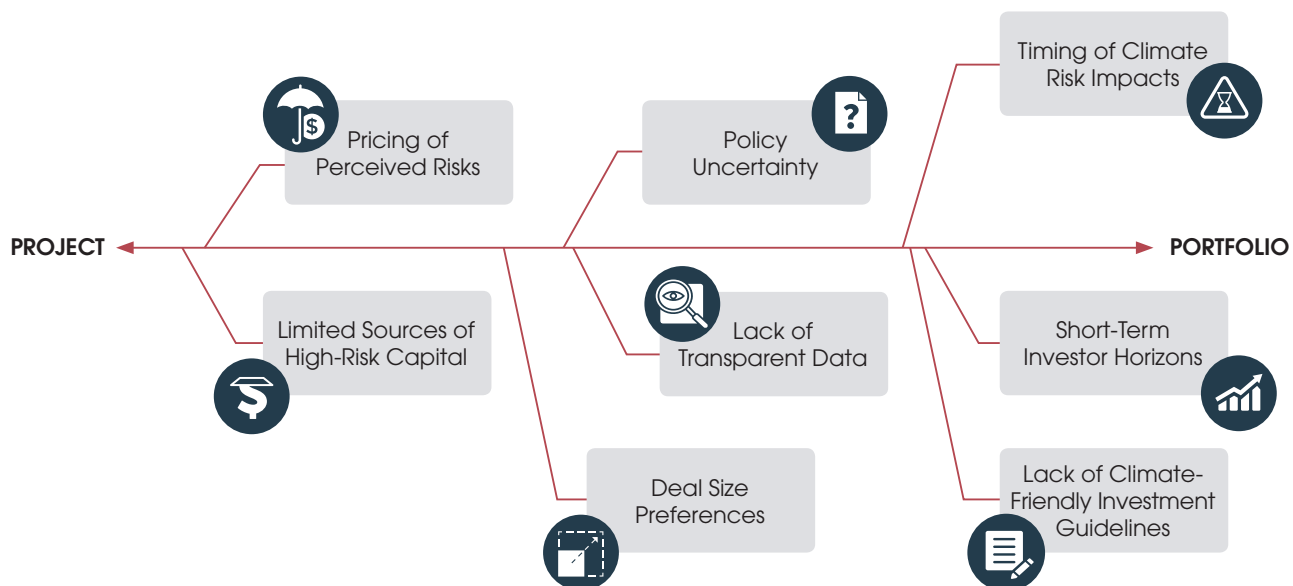 Timing of Climate
Risk Impacts
$
Pricing of
Perceived Risks
?
Policy
Uncertainty
PROJECT
PORTFOLIO
Limited Sources of
High-Risk Capital
$
Lack of
Transparent Data
Short-Term
Investor Horizons
Deal Size
Preferences
Lack of Climate-
Friendly Investment
Guidelines